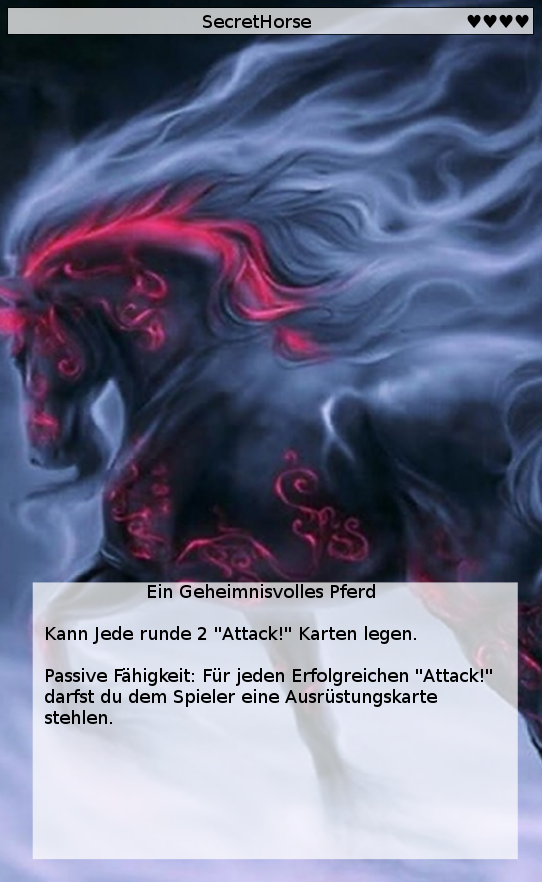 SecretHorse ♥♥♥♥
Ein Geheimnisvolles Pferd
Kann Jede runde 2 "Attack!" Karten legen.
Passive Fähigkeit: Für jeden Erfolgreichen "Attack!"
darfst du dem Spieler eine Ausrüstungskarte
stehlen.